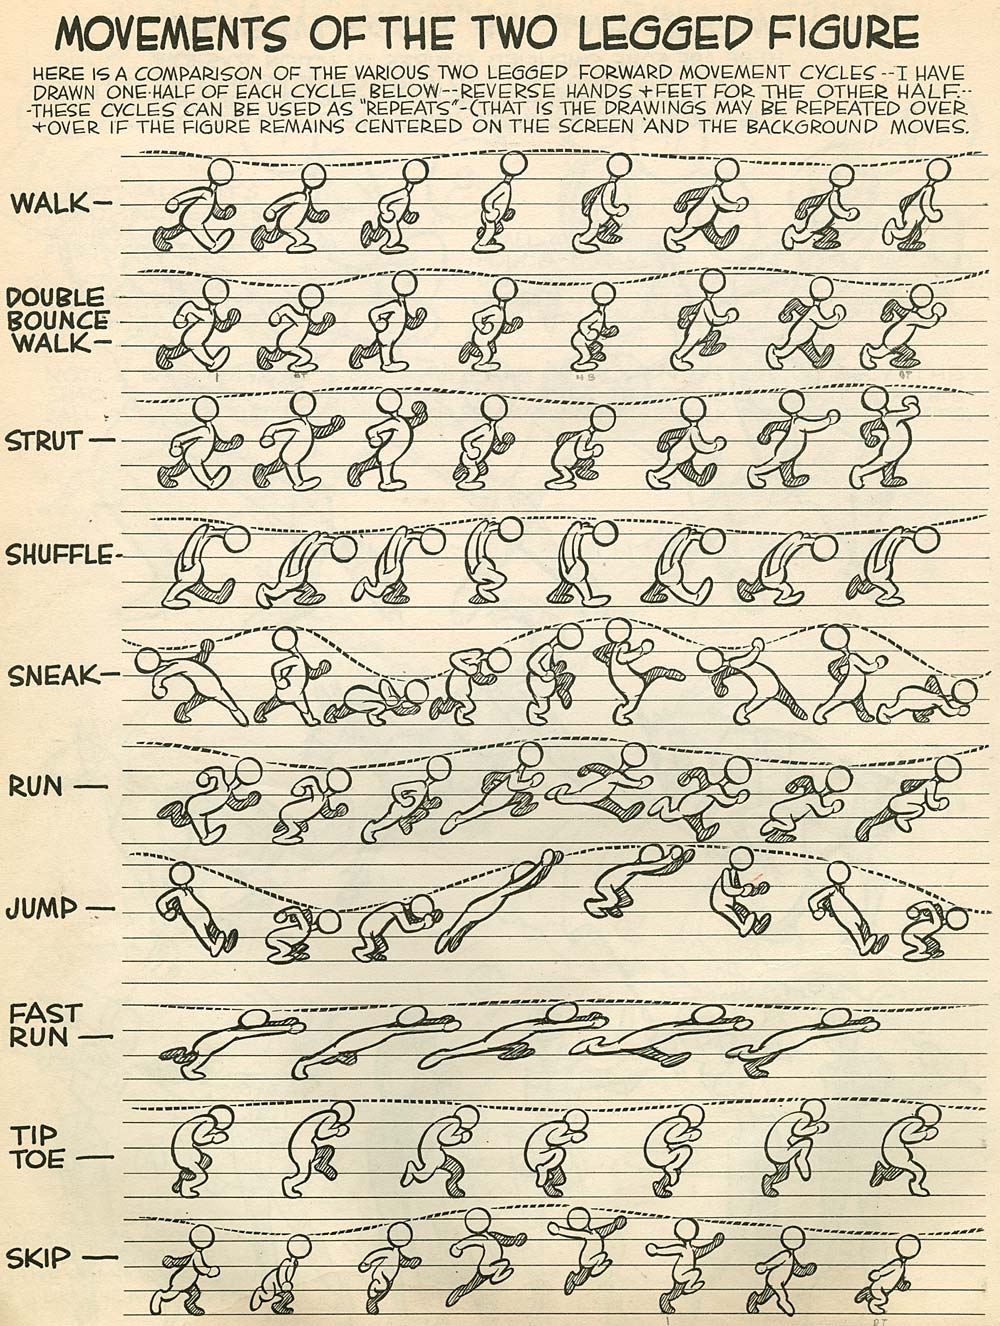 MOVEMENTS OF THE TWO LEGGED FIGURE
HERE IS A COMPARISON OF THE VARIOUS TWO LEGGED FORWARD MOVEMENT CYCLES--I HAVE
DRAWN ONE-HALF OF EACH CYCLE BELOW--REVERSE HANDS + FEET FOR THE OTHER HALF--
-THESE CYCLES CAN BE USED AS "REPEATS"-(THAT IS THE DRAWINGS MAY BE REPEATED OVER
+ OVER IF THE FIGURE REMAINS CENTERED ON THE SCREEN AND THE BACKGROUND MOVES.
WALK—
DOUBLE
BOUNCE
WALK—
STRUT—
SHUFFLE-
SNEAK—
RUN—
JUMP—
FAST
RUN—
TIP
TOE—
SKIP—